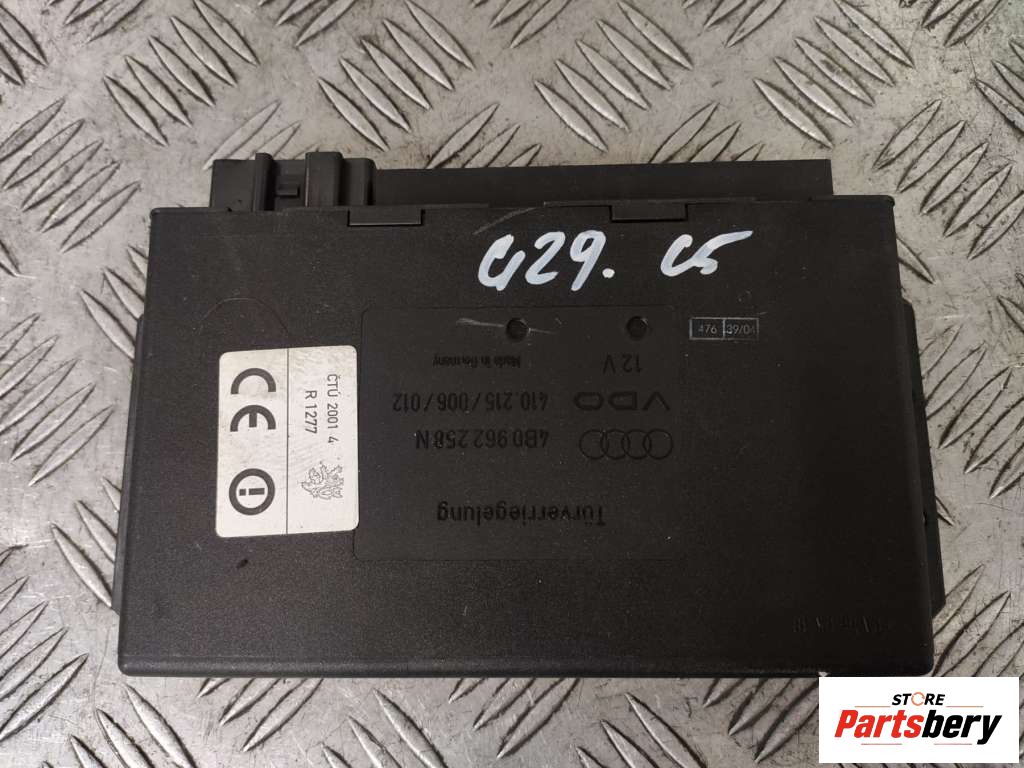 G29. C5
476 39/04
Türverriegelung
4B0 962 258 N
VDO 410 215 / 006 / 012
12 V Made in Germany
CE
ČTÚ 2001 4
R 1277
STORE
Partsbery